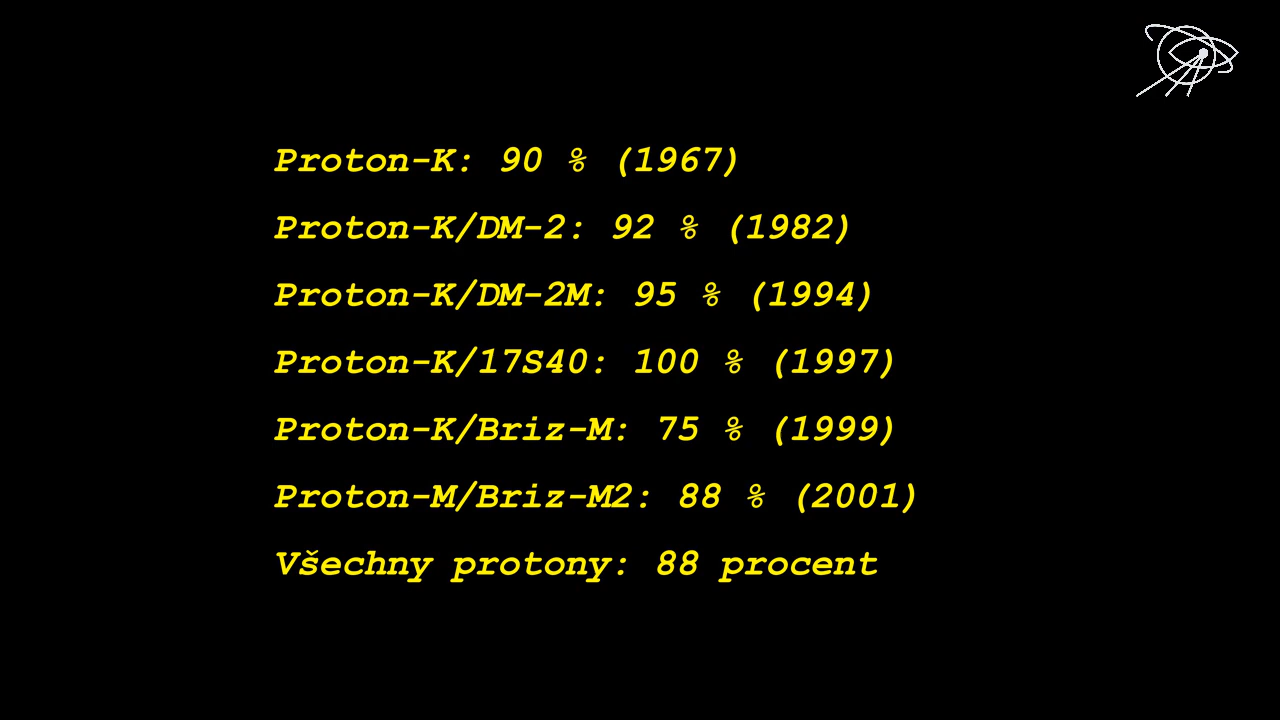 Proton-K: 90 % (1967)
Proton-K/DM-2: 92 % (1982)
Proton-K/DM-2M: 95 % (1994)
Proton-K/17S40: 100 % (1997)
Proton-K/Briz-M: 75 % (1999)
Proton-M/Briz-M2: 88 % (2001)
Všechny protony: 88 procent